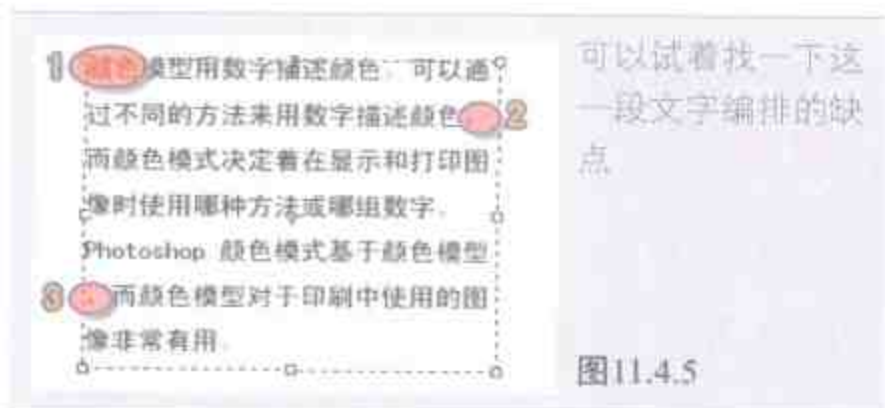 1 颜色模型用数字描述颜色。可以通
过不同的方法来用数字描述颜色， 2
而颜色模式决定着在显示和打印图
像时使用哪种方法或哪组数字。
Photoshop 颜色模式基于颜色模型
3 ，而颜色模型对于印刷中使用的图
像非常有用。
可以试着找一下这
一段文字编排的缺
点
图11.4.5